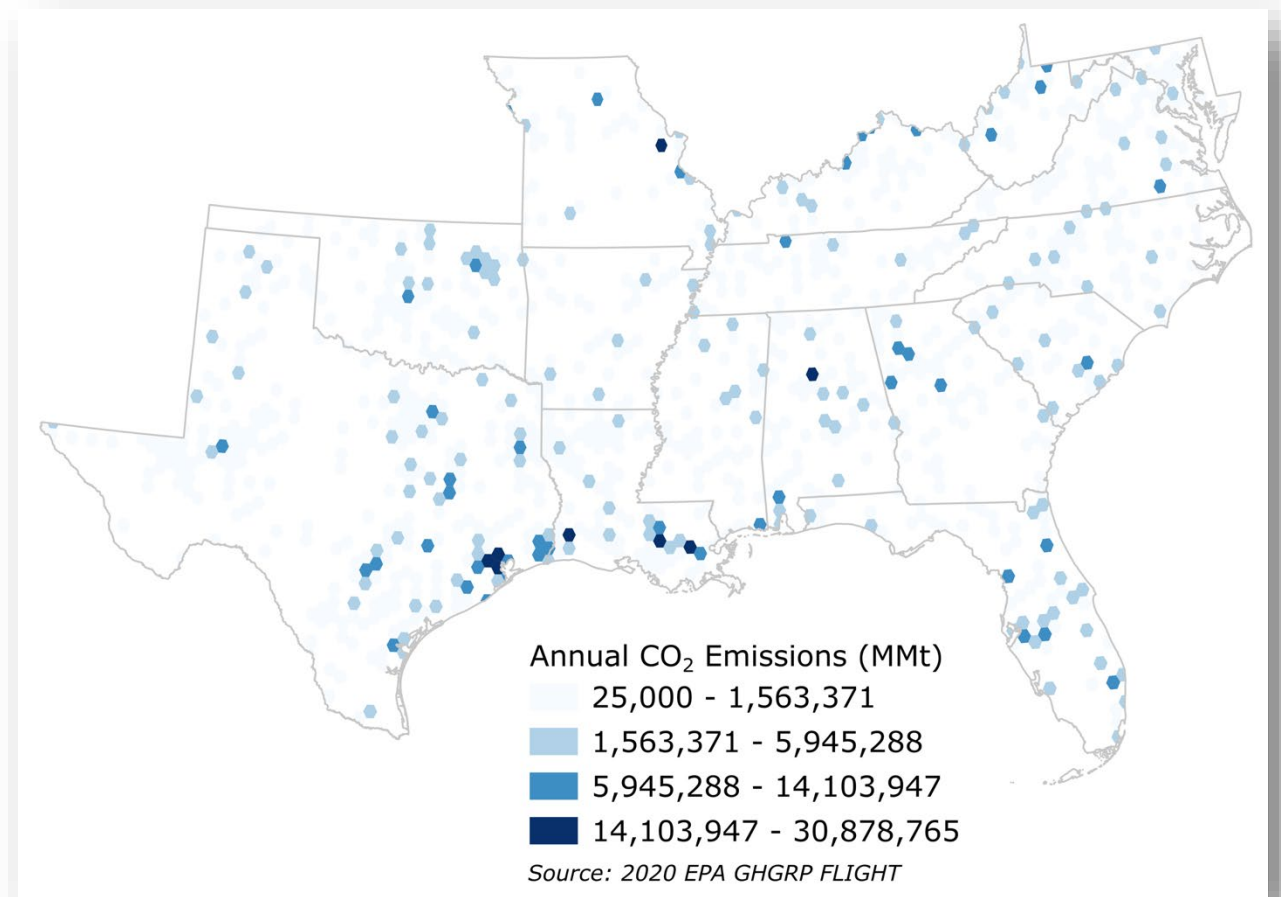 Annual CO₂ Emissions (MMt)
25,000 - 1,563,371
1,563,371 - 5,945,288
5,945,288 - 14,103,947
14,103,947 - 30,878,765
Source: 2020 EPA GHGRP FLIGHT